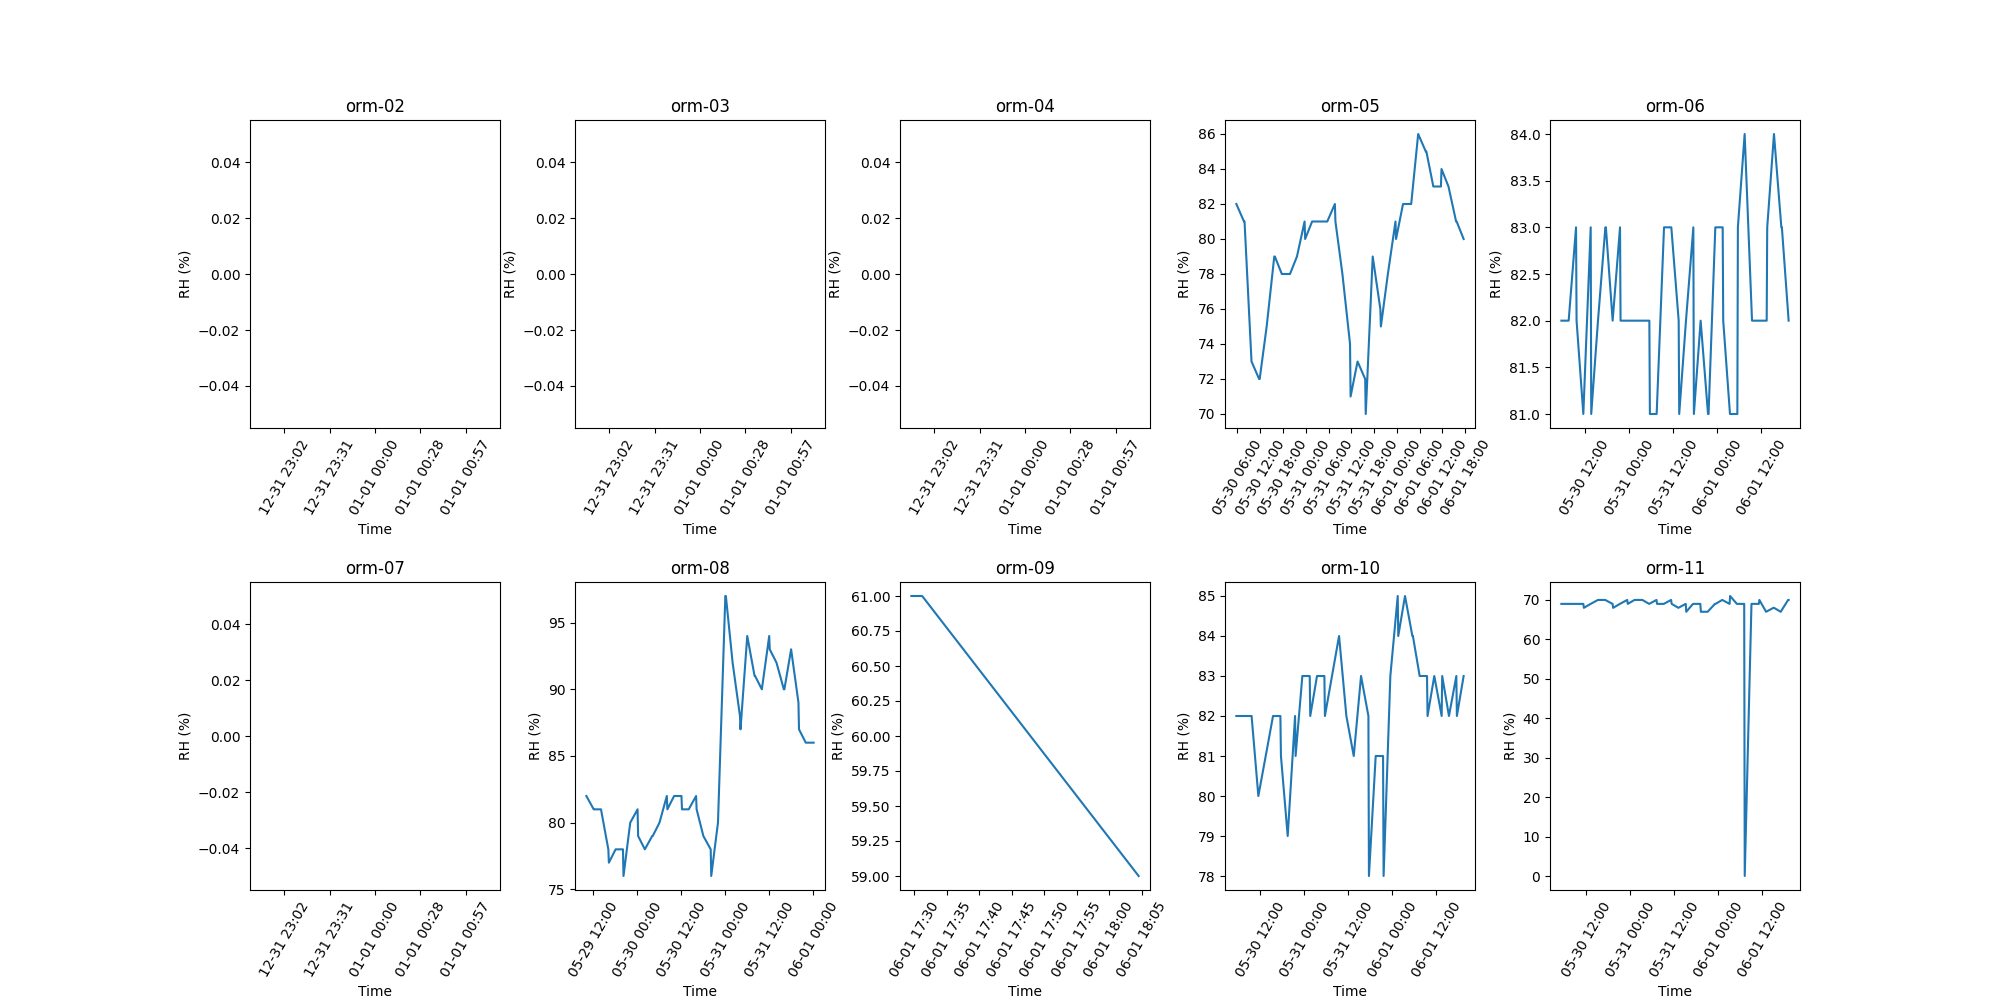 orm-02 orm-03 orm-04 orm-05 orm-06
RH (%)
0.04
0.02
0.00
−0.02
−0.04
12-31 23:02 12-31 23:31 01-01 00:00 01-01 00:28 01-01 00:57
Time
RH (%)
0.04
0.02
0.00
−0.02
−0.04
12-31 23:02 12-31 23:31 01-01 00:00 01-01 00:28 01-01 00:57
Time
RH (%)
0.04
0.02
0.00
−0.02
−0.04
12-31 23:02 12-31 23:31 01-01 00:00 01-01 00:28 01-01 00:57
Time
RH (%)
86
84
82
80
78
76
74
72
70
05-30 06:00 05-30 12:00 05-30 18:00 05-31 00:00 05-31 06:00 05-31 12:00 05-31 18:00 06-01 00:00 06-01 06:00 06-01 12:00 06-01 18:00
Time
RH (%)
84.0
83.5
83.0
82.5
82.0
81.5
81.0
05-30 12:00 05-31 00:00 05-31 12:00 06-01 00:00 06-01 12:00
Time
orm-07 orm-08 orm-09 orm-10 orm-11
RH (%)
0.04
0.02
0.00
−0.02
−0.04
12-31 23:02 12-31 23:31 01-01 00:00 01-01 00:28 01-01 00:57
Time
RH (%)
95
90
85
80
75
05-29 12:00 05-30 00:00 05-30 12:00 05-31 00:00 05-31 12:00 06-01 00:00
Time
RH (%)
61.00
60.75
60.50
60.25
60.00
59.75
59.50
59.25
59.00
06-01 17:30 06-01 17:35 06-01 17:40 06-01 17:45 06-01 17:50 06-01 17:55 06-01 18:00 06-01 18:05
Time
RH (%)
85
84
83
82
81
80
79
78
05-30 12:00 05-31 00:00 05-31 12:00 06-01 00:00 06-01 12:00
Time
RH (%)
70
60
50
40
30
20
10
0
05-30 12:00 05-31 00:00 05-31 12:00 06-01 00:00 06-01 12:00
Time